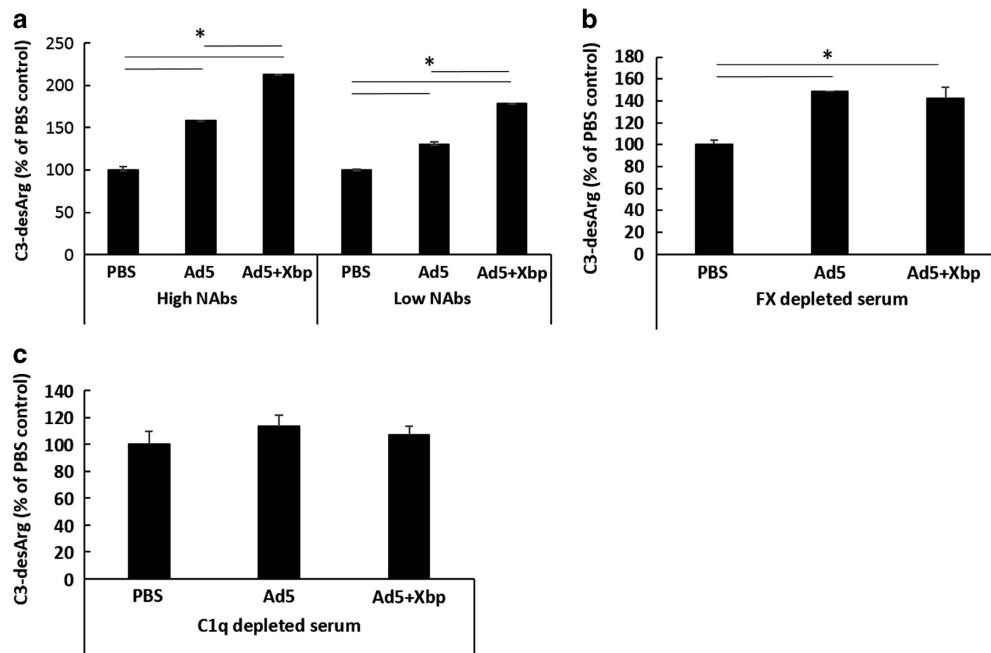 a
C3-desArg (% of PBS control)
250
200
150
100
50
0
*
*
PBS Ad5 Ad5+Xbp PBS Ad5 Ad5+Xbp
High NAbs Low NAbs
b
C3-desArg (% of PBS control)
180
160
140
120
100
80
60
40
20
0
*
PBS Ad5 Ad5+Xbp
FX depleted serum
c
C3-desArg (% of PBS control)
140
120
100
80
60
40
20
0
PBS Ad5 Ad5+Xbp
C1q depleted serum